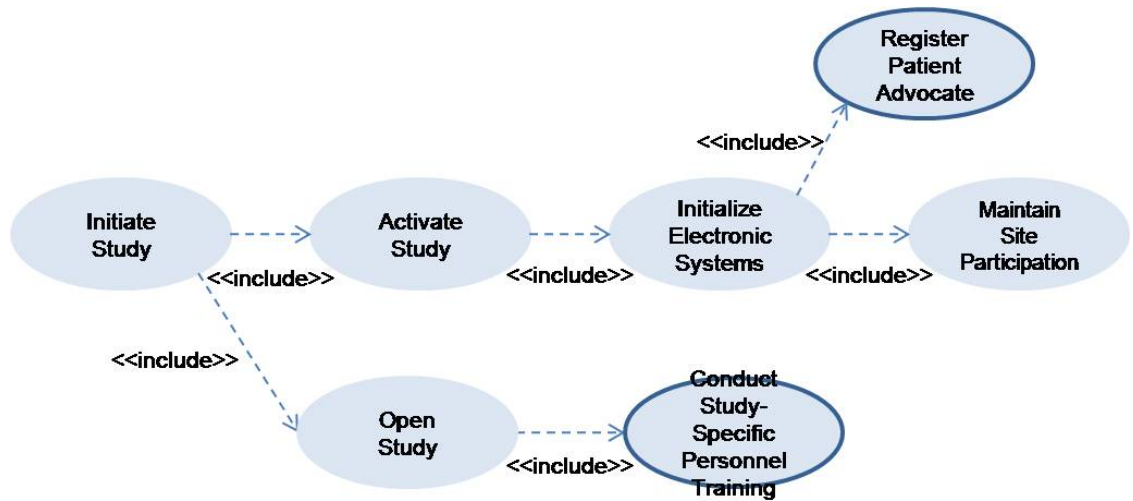 Register
Patient
Advocate
<<include>>
Initiate
Study
Activate
Study
Initialize
Electronic
Systems
Maintain
Site
Participation
<<include>>
<<include>>
<<include>>
<<include>>
Open
Study
Conduct
Study-
Specific
Personnel
Training
<<include>>